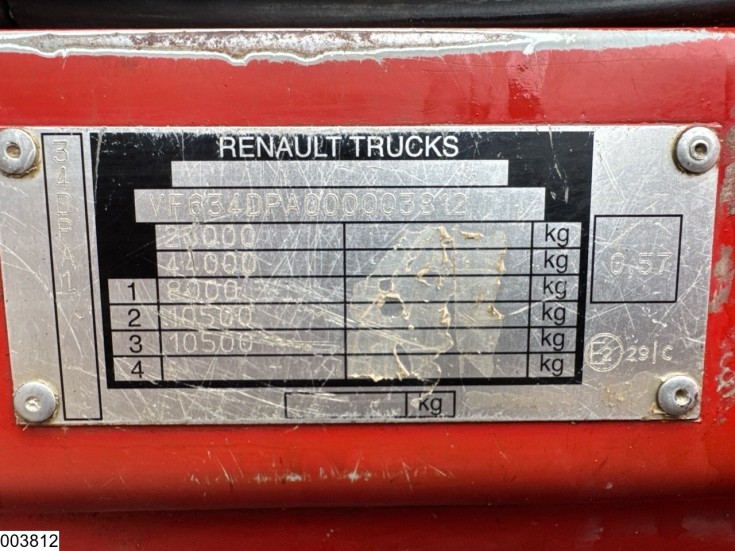 RENAULT TRUCKS
34DPA1
VF634DPA000003812
kg
44000 kg
1 8000 kg
2 10500 kg
3 10500 kg
4 kg
0.57
E2 29/C
kg
003812